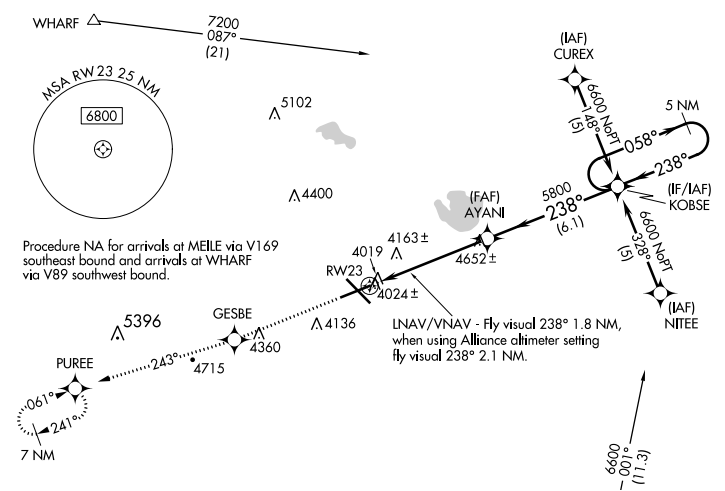 WHARF
7200
087°
(21)
MSA RW23 25 NM
6800
5102
4400
(IAF)
CUREX
6600 NoPT
148°
(5)
5 NM
058°
238°
(IF/IAF)
KOBSE
5800
238°
(6.1)
(FAF)
AYANI
4652±
4163±
4019
RW23
4024±
6600 NoPT
328°
(5)
(IAF)
NITEE
Procedure NA for arrivals at MEILE via V169
southeast bound and arrivals at WHARF
via V89 southwest bound.
LNAV/VNAV - Fly visual 238° 1.8 NM,
when using Alliance altimeter setting
fly visual 238° 2.1 NM.
GESBE
4136
4360
5396
243°
4715
PUREE
061°
241°
7 NM
6600
001°
(11.3)